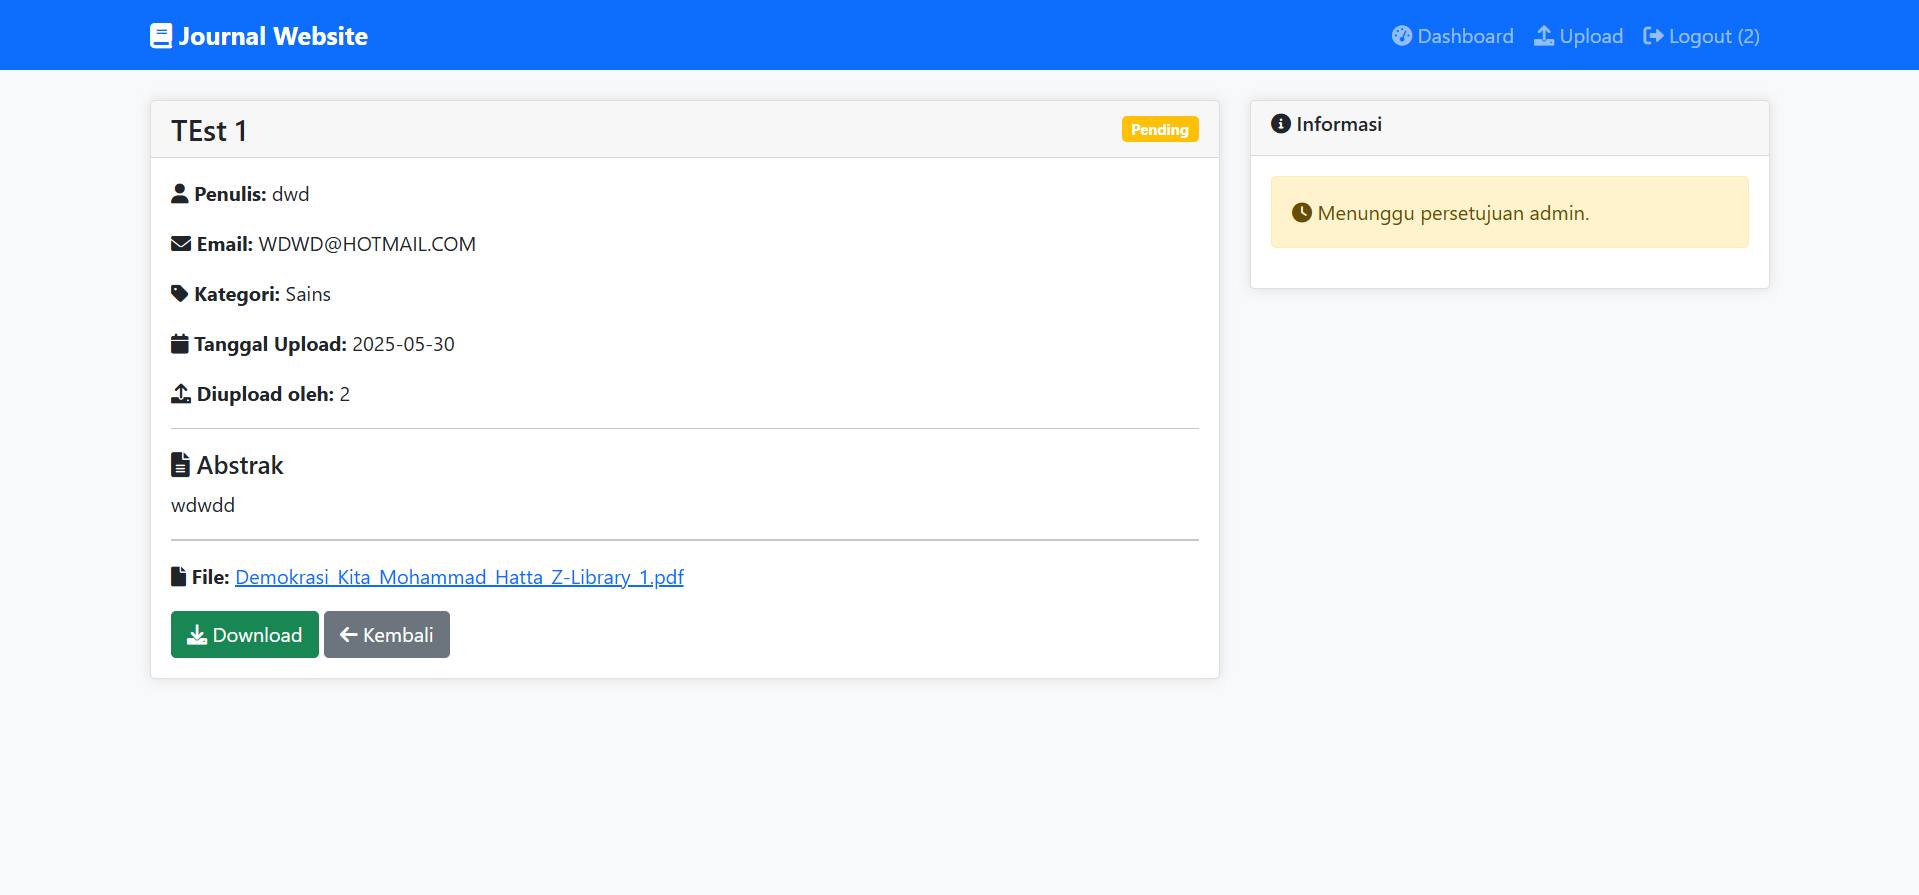 Journal Website
Dashboard
Upload
Logout (2)
TEst 1
Pending
Penulis: dwd
Email: WDWD@HOTMAIL.COM
Kategori: Sains
Tanggal Upload: 2025-05-30
Diupload oleh: 2
Abstrak
wdwdd
File: Demokrasi_Kita_Mohammad_Hatta_Z-Library_1.pdf
Download
Kembali
Informasi
Menunggu persetujuan admin.